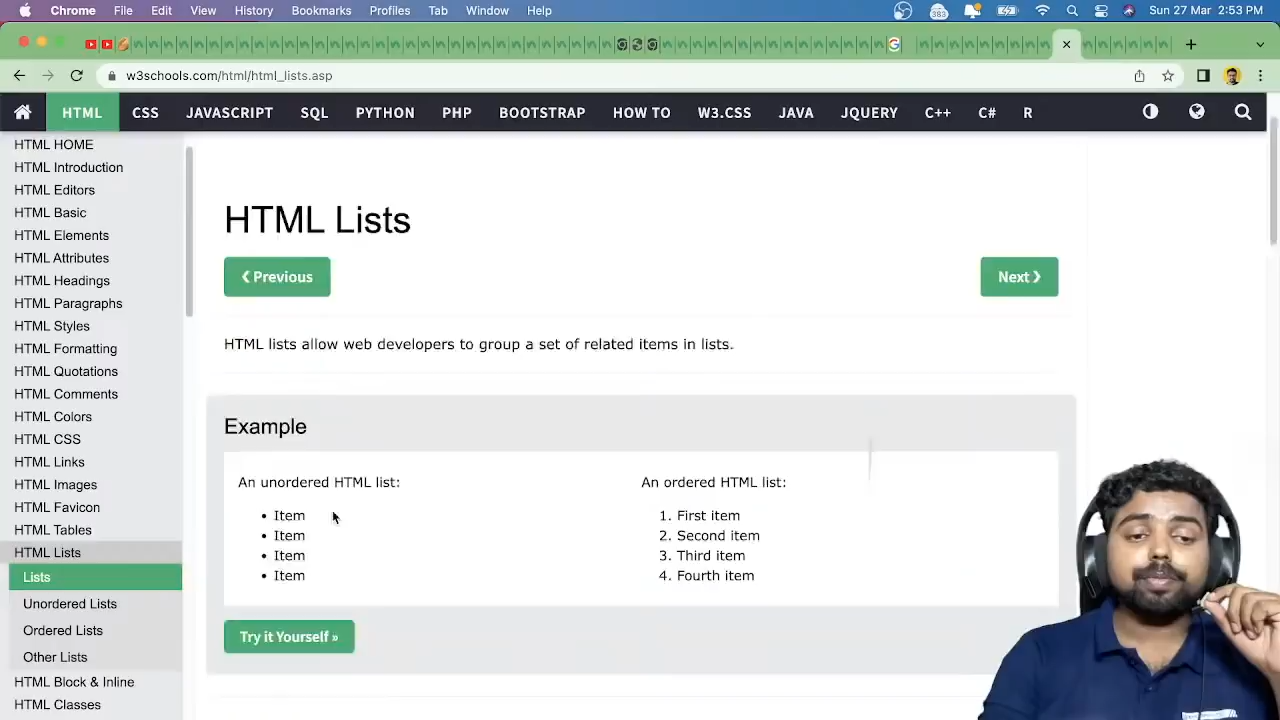 Chrome File Edit View History Bookmarks Profiles Tab Window Help 383 Sun 27 Mar 2:53 PM
w3schools.com/html/html_lists.asp
HTML CSS JAVASCRIPT SQL PYTHON PHP BOOTSTRAP HOW TO W3.CSS JAVA JQUERY C++ C# R
HTML HOME
HTML Introduction
HTML Editors
HTML Basic
HTML Elements
HTML Attributes
HTML Headings
HTML Paragraphs
HTML Styles
HTML Formatting
HTML Quotations
HTML Comments
HTML Colors
HTML CSS
HTML Links
HTML Images
HTML Favicon
HTML Tables
HTML Lists
Lists
Unordered Lists
Ordered Lists
Other Lists
HTML Block & Inline
HTML Classes
HTML Lists
❮ Previous
Next ❯
HTML lists allow web developers to group a set of related items in lists.
Example
An unordered HTML list:
• Item
• Item
• Item
• Item
An ordered HTML list:
1. First item
2. Second item
3. Third item
4. Fourth item
Try it Yourself »